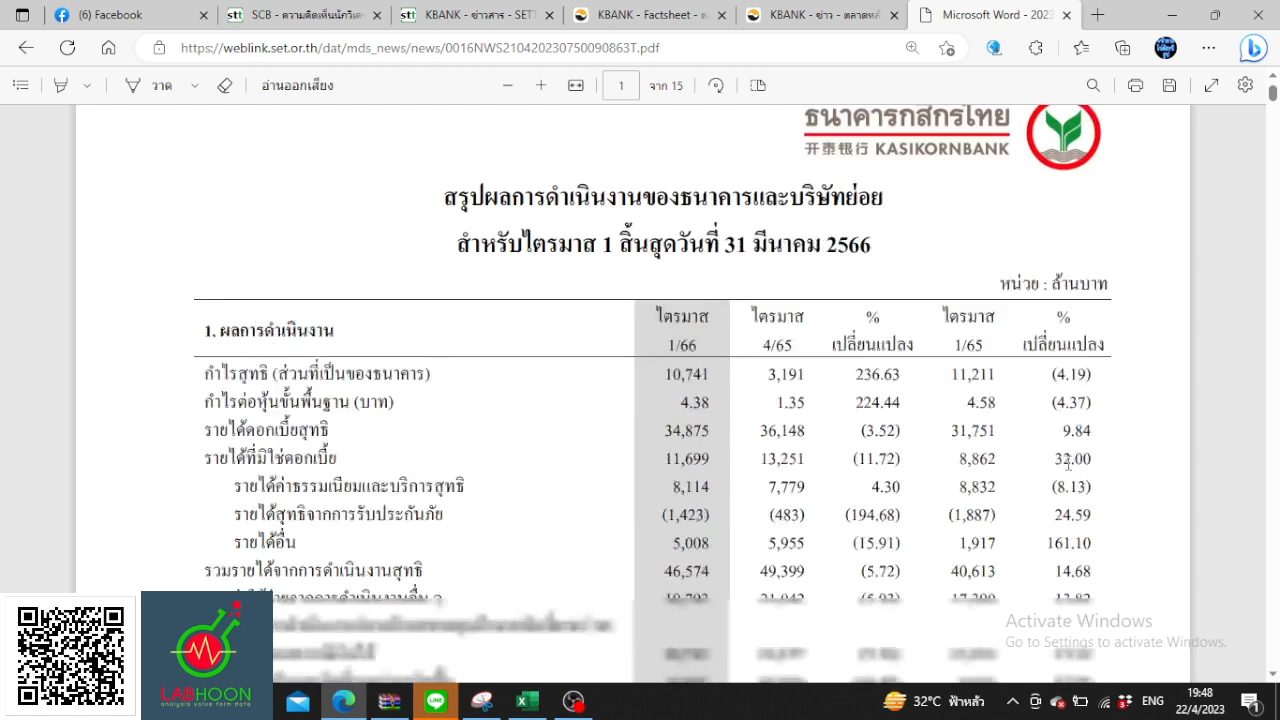 (6) Facebook
SCB - ความคิดเห็นนักวิเค
KBANK - ข่าวสาร - SETT
KBANK - Factsheet - ตล
KBANK - ข่าว - ตลาดหลั
Microsoft Word - 2023
https://weblink.set.or.th/dat/mds_news/news/0016NWS210420230750090863T.pdf
วาด อ่านออกเสียง 1 จาก 15
ธนาคารกสิกรไทย
开泰银行 KASIKORNBANK
สรุปผลการดำเนินงานของธนาคารและบริษัทย่อย
สำหรับไตรมาส 1 สิ้นสุดวันที่ 31 มีนาคม 2566
หน่วย : ล้านบาท
ไตรมาส ไตรมาส % ไตรมาส %
1. ผลการดำเนินงาน
1/66 4/65 เปลี่ยนแปลง 1/65 เปลี่ยนแปลง
กำไรสุทธิ (ส่วนที่เป็นของธนาคาร) 10,741 3,191 236.63 11,211 (4.19)
กำไรต่อหุ้นขั้นพื้นฐาน (บาท) 4.38 1.35 224.44 4.58 (4.37)
รายได้ดอกเบี้ยสุทธิ 34,875 36,148 (3.52) 31,751 9.84
รายได้ที่มิใช่ดอกเบี้ย 11,699 13,251 (11.72) 8,862 32.00
รายได้ค่าธรรมเนียมและบริการสุทธิ 8,114 7,779 4.30 8,832 (8.13)
รายได้สุทธิจากการรับประกันภัย (1,423) (483) (194.68) (1,887) 24.59
รายได้อื่น 5,008 5,955 (15.91) 1,917 161.10
รวมรายได้จากการดำเนินงานสุทธิ 46,574 49,399 (5.72) 40,613 14.68
Activate Windows
Go to Settings to activate Windows.
LABHOON
analysis value form data
32°C ฟ้าหลัว
ENG
19:48
22/4/2023